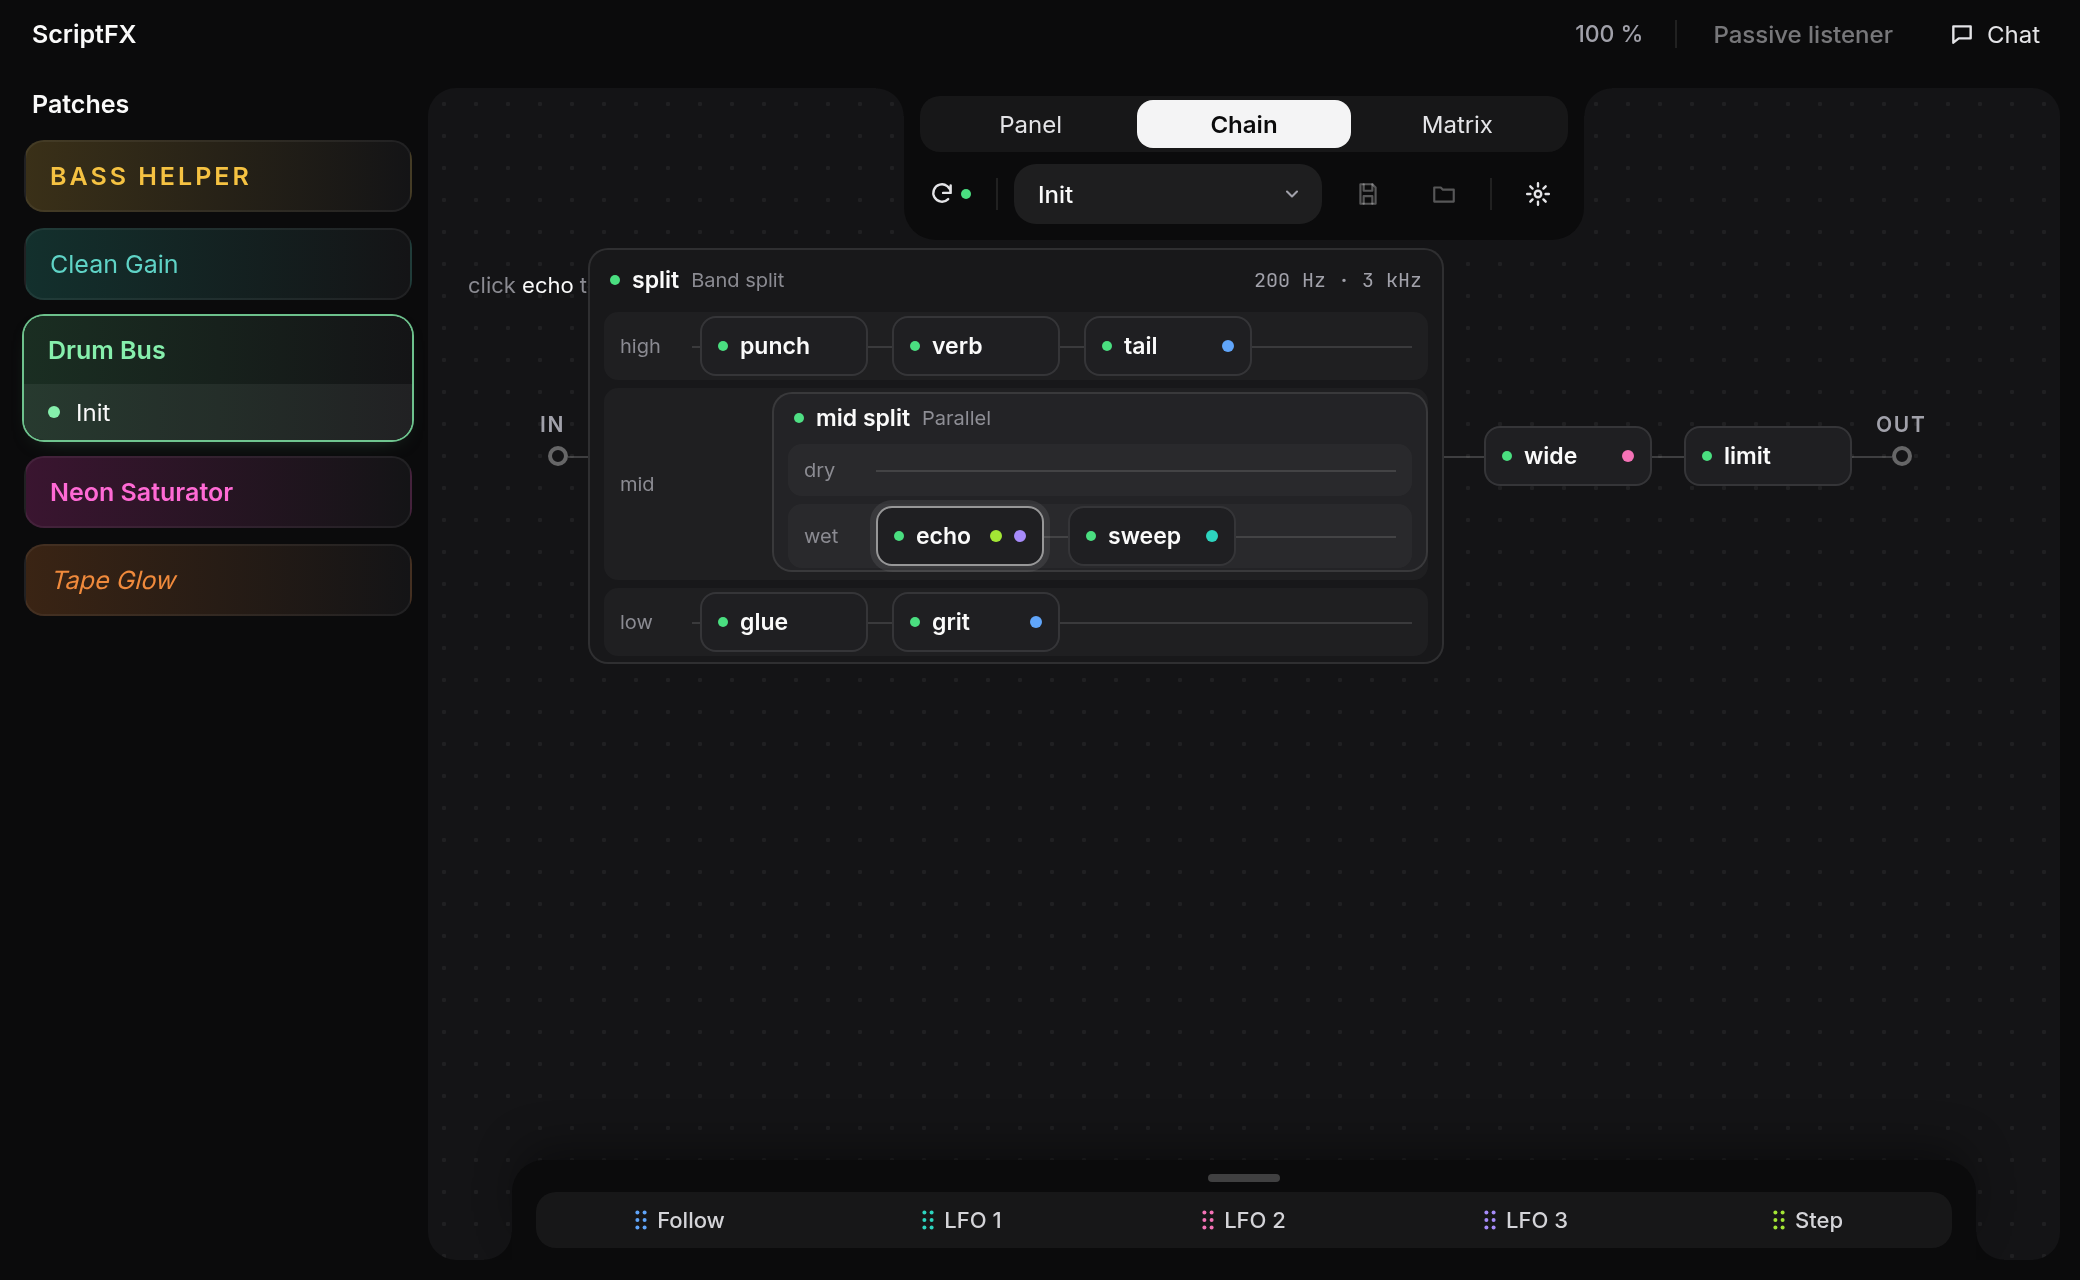 ScriptFX
100 %
Passive listener
Chat
Patches
BASS HELPER
Clean Gain
Drum Bus
Init
Neon Saturator
Tape Glow
Panel
Chain
Matrix
Init
click echo t
split Band split
200 Hz · 3 kHz
high
punch
verb
tail
mid
mid split Parallel
dry
wet
echo
sweep
low
glue
grit
IN
wide
limit
OUT
Follow
LFO 1
LFO 2
LFO 3
Step